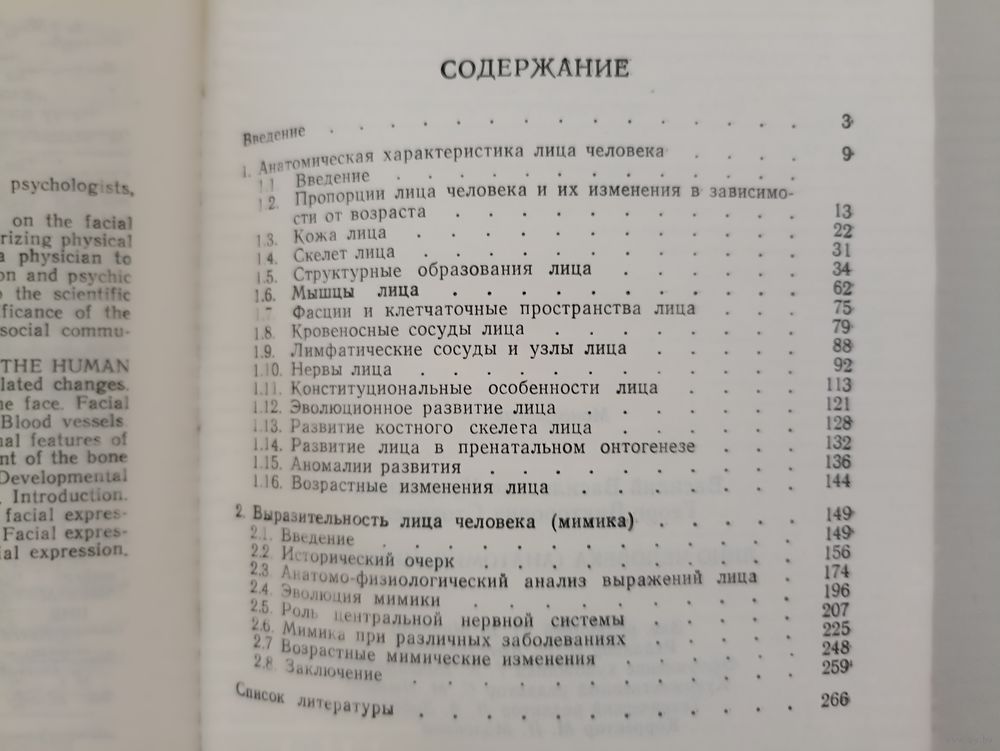 psychologists,
on the facial
rizing physical
a physician to
on and psychic
the scientific
ficance of the
social commu-
THE HUMAN
lated changes.
e face. Facial
Blood vessels
al features of
nt of the bone
Developmental
Introduction.
facial expres-
Facial expres-
al expression.
СОДЕРЖАНИЕ
Введение . . . . . . . . . . . . . . . 3
1. Анатомическая характеристика лица человека . . . . 9
1.1 Введение . . . . . . . . . . . . .
1.2. Пропорции лица человека и их изменения в зависимо-
сти от возраста . . . . . . . . . . . . 13
1.3. Кожа лица . . . . . . . . . . . . . 22
1.4. Скелет лица . . . . . . . . . . . . . 31
1.5. Структурные образования лица . . . . . . 34
1.6. Мышцы лица . . . . . . . . . . . . 62
1.7 Фасции и клетчаточные пространства лица . . . 75
1.8. Кровеносные сосуды лица . . . . . . . . 79
1.9. Лимфатические сосуды и узлы лица . . . . . 88
1.10. Нервы лица . . . . . . . . . . . . 92
1.11. Конституциональные особенности лица . . . . 113
1.12. Эволюционное развитие лица . . . . . . . 121
1.13. Развитие костного скелета лица . . . . . . 128
1.14. Развитие лица в пренатальном онтогенезе . . . 132
1.15. Аномалии развития . . . . . . . . . . 136
1.16. Возрастные изменения лица . . . . . . . 144
2. Выразительность лица человека (мимика) . . . . . 149
2.1. Введение . . . . . . . . . . . . . 149
2.2 Исторический очерк . . . . . . . . . . 156
2.3. Анатомо-физиологический анализ выражений лица . 174
2.4. Эволюция мимики . . . . . . . . . . 196
2.5. Роль центральной нервной системы . . . . . 207
2.6. Мимика при различных заболеваниях . . . . . 225
2.7 Возрастные мимические изменения . . . . . . 248
2.8. Заключение . . . . . . . . . . . . 259
Список литературы . . . . . . . . . . . . 266